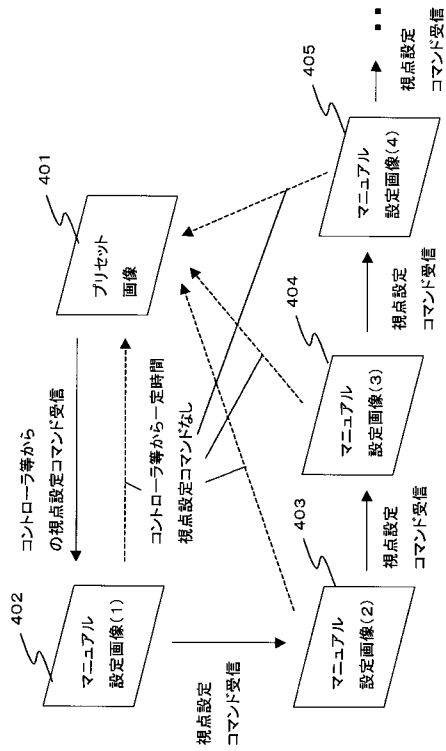 402
マニュアル
設定画像(1)
コントローラ等から
の視点設定コマンド受信
401
プリセット
画像
コントローラ等から一定時間
視点設定コマンドなし
視点設定
コマンド受信
403
マニュアル
設定画像(2)
視点設定
コマンド受信
404
マニュアル
設定画像(3)
視点設定
コマンド受信
405
マニュアル
設定画像(4)
視点設定
コマンド受信